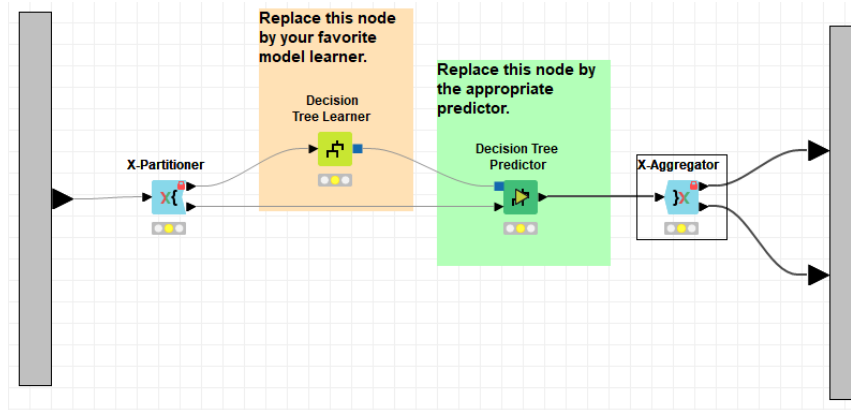 Replace this node
by your favorite
model learner.
Replace this node by
the appropriate
predictor.
Decision
Tree Learner
Decision Tree
Predictor
X-Partitioner
X-Aggregator
X{
}X